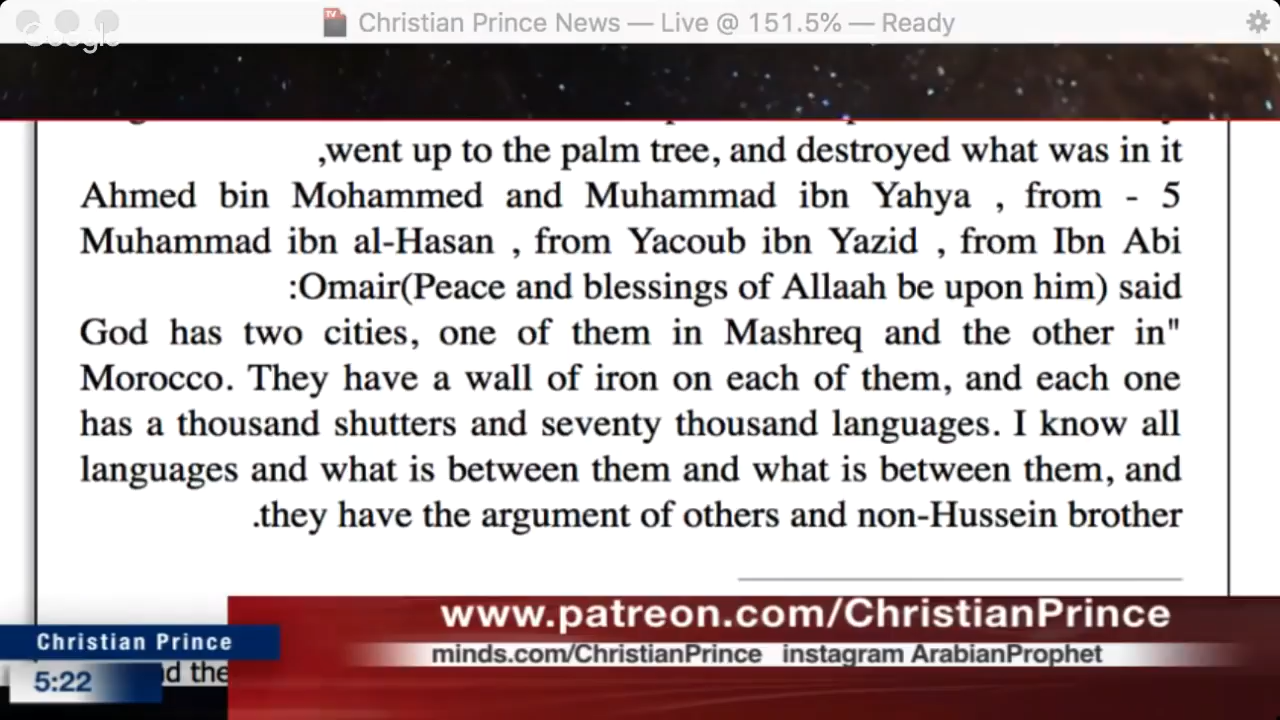 Christian Prince News — Live @ 151.5% — Ready
Google
TV
,went up to the palm tree, and destroyed what was in it
Ahmed bin Mohammed and Muhammad ibn Yahya , from - 5
Muhammad ibn al-Hasan , from Yacoub ibn Yazid , from Ibn Abi
:Omair(Peace and blessings of Allaah be upon him) said
God has two cities, one of them in Mashreq and the other in"
Morocco. They have a wall of iron on each of them, and each one
has a thousand shutters and seventy thousand languages. I know all
languages and what is between them and what is between them, and
.they have the argument of others and non-Hussein brother
www.patreon.com/ChristianPrince
Christian Prince
minds.com/ChristianPrince instagram ArabianProphet
5:22
the